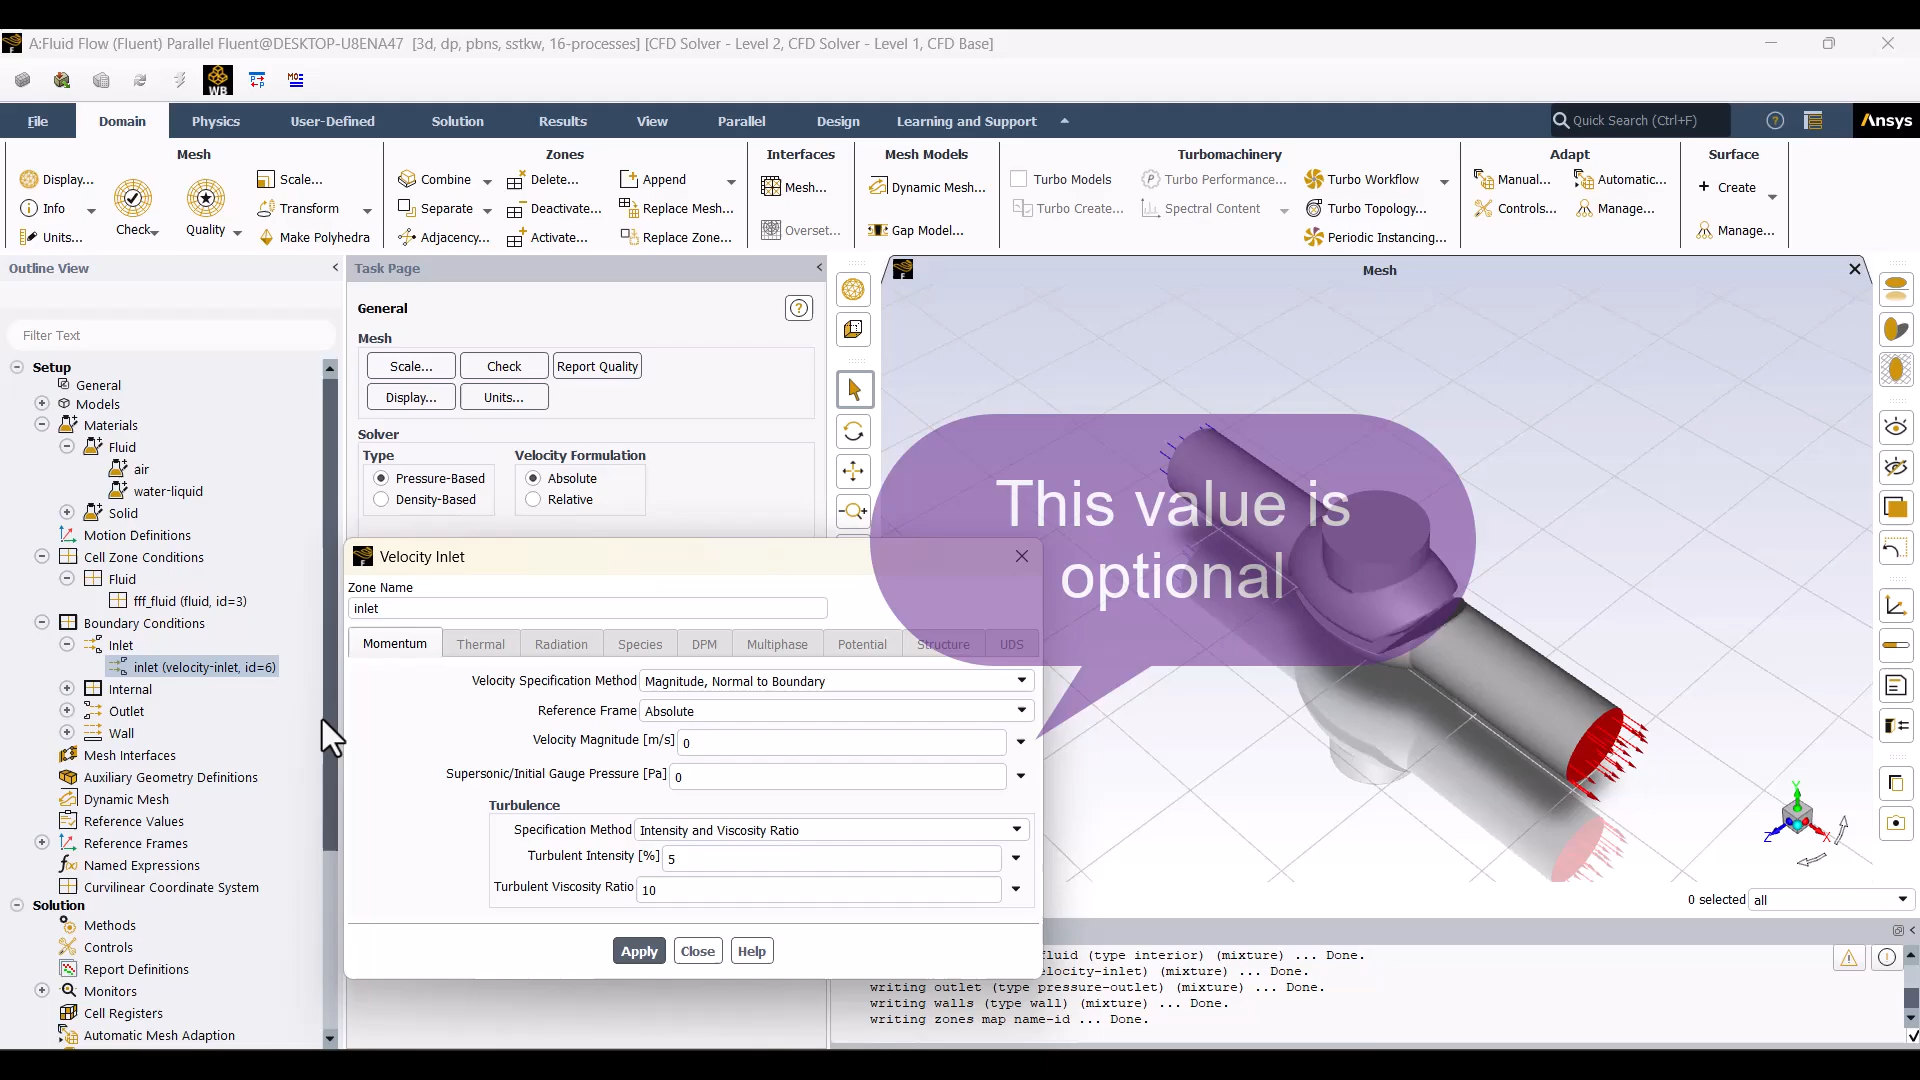 A:Fluid Flow (Fluent) Parallel Fluent@DESKTOP-U8ENA47 [3d, dp, pbns, sstkw, 16-processes] [CFD Solver - Level 2, CFD Solver - Level 1, CFD Base]
WB
File Domain Physics User-Defined Solution Results View Parallel Design Learning and Support Quick Search (Ctrl+F) Ansys
Mesh Zones Interfaces Mesh Models Turbomachinery Adapt Surface
Display... Scale... Combine Delete... Append Mesh... Dynamic Mesh... Turbo Models Turbo Performance... Turbo Workflow Manual... Automatic... Create
Info Transform Separate Deactivate... Replace Mesh... Turbo Create... Spectral Content Turbo Topology... Controls... Manage...
Units... Check Quality Make Polyhedra Adjacency... Activate... Replace Zone... Overset... Gap Model... Periodic Instancing... Manage...
Outline View
Filter Text
Setup
General
Models
Materials
Fluid
air
water-liquid
Solid
Motion Definitions
Cell Zone Conditions
Fluid
fff_fluid (fluid, id=3)
Boundary Conditions
Inlet
inlet (velocity-inlet, id=6)
Internal
Outlet
Wall
Mesh Interfaces
Auxiliary Geometry Definitions
Dynamic Mesh
Reference Values
Reference Frames
Named Expressions
Curvilinear Coordinate System
Solution
Methods
Controls
Report Definitions
Monitors
Cell Registers
Automatic Mesh Adaption
Task Page
General
Mesh
Scale... Check Report Quality
Display... Units...
Solver
Type Velocity Formulation
Pressure-Based Absolute
Density-Based Relative
Velocity Inlet
Zone Name
inlet
Momentum Thermal Radiation Species DPM Multiphase Potential Structure UDS
Velocity Specification Method Magnitude, Normal to Boundary
Reference Frame Absolute
Velocity Magnitude [m/s] 0
Supersonic/Initial Gauge Pressure [Pa] 0
Turbulence
Specification Method Intensity and Viscosity Ratio
Turbulent Intensity [%] 5
Turbulent Viscosity Ratio 10
Apply Close Help
Mesh
This value is
optional
Y
Z
X
0 selected all
fluid (type interior) (mixture) ... Done.
elocity-inlet) (mixture) ... Done.
writing outlet (type pressure-outlet) (mixture) ... Done.
writing walls (type wall) (mixture) ... Done.
writing zones map name-id ... Done.